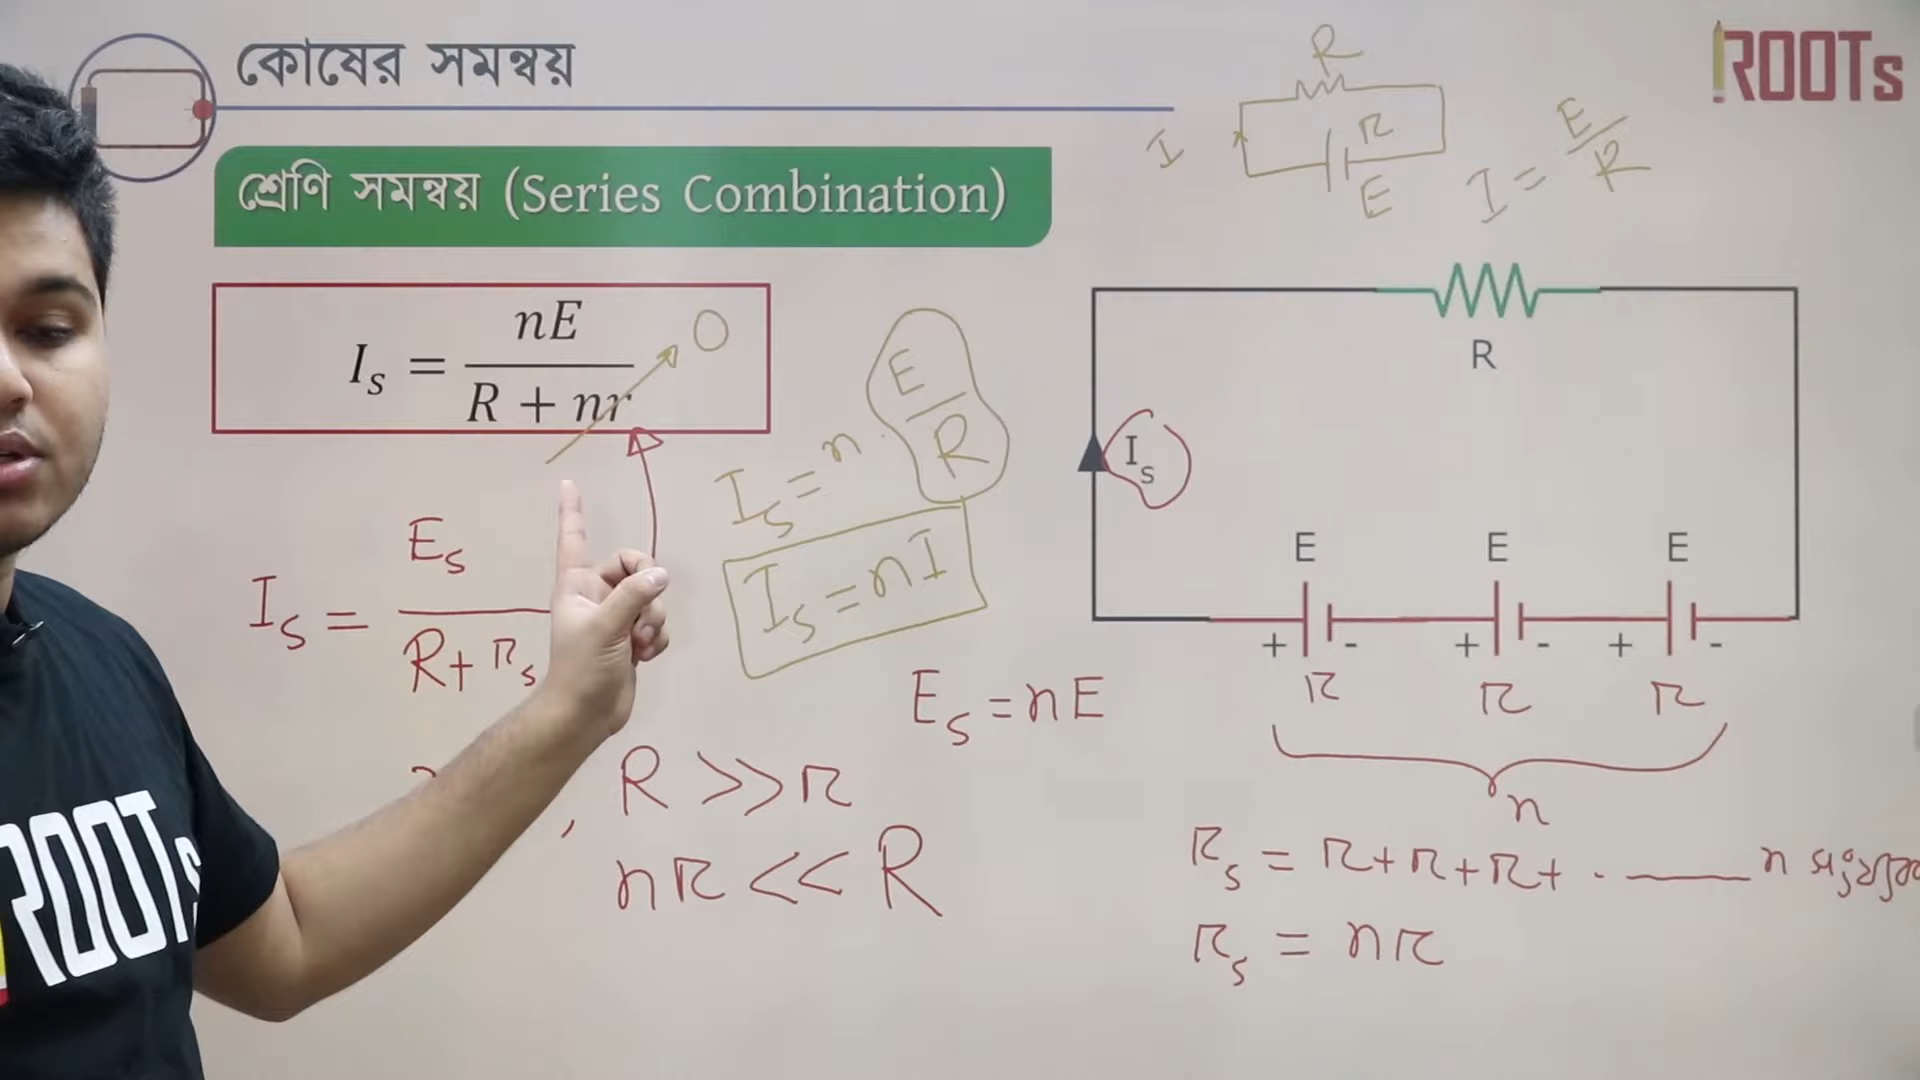 কোষের সমন্বয়
ROOTs
শ্রেণি সমন্বয় (Series Combination)
R
I
r
E
I = E/R
I_s = nE / (R + nr)
0
I_s = n . E/R
I_s = nI
I_s = E_s / (R + r_s
R >> r
nr << R
E_s = nE
R
I_s
E E E
+ - + - + -
r r r
n
r_s = r + r + r + . —— n
r_s = nr
ROOTs